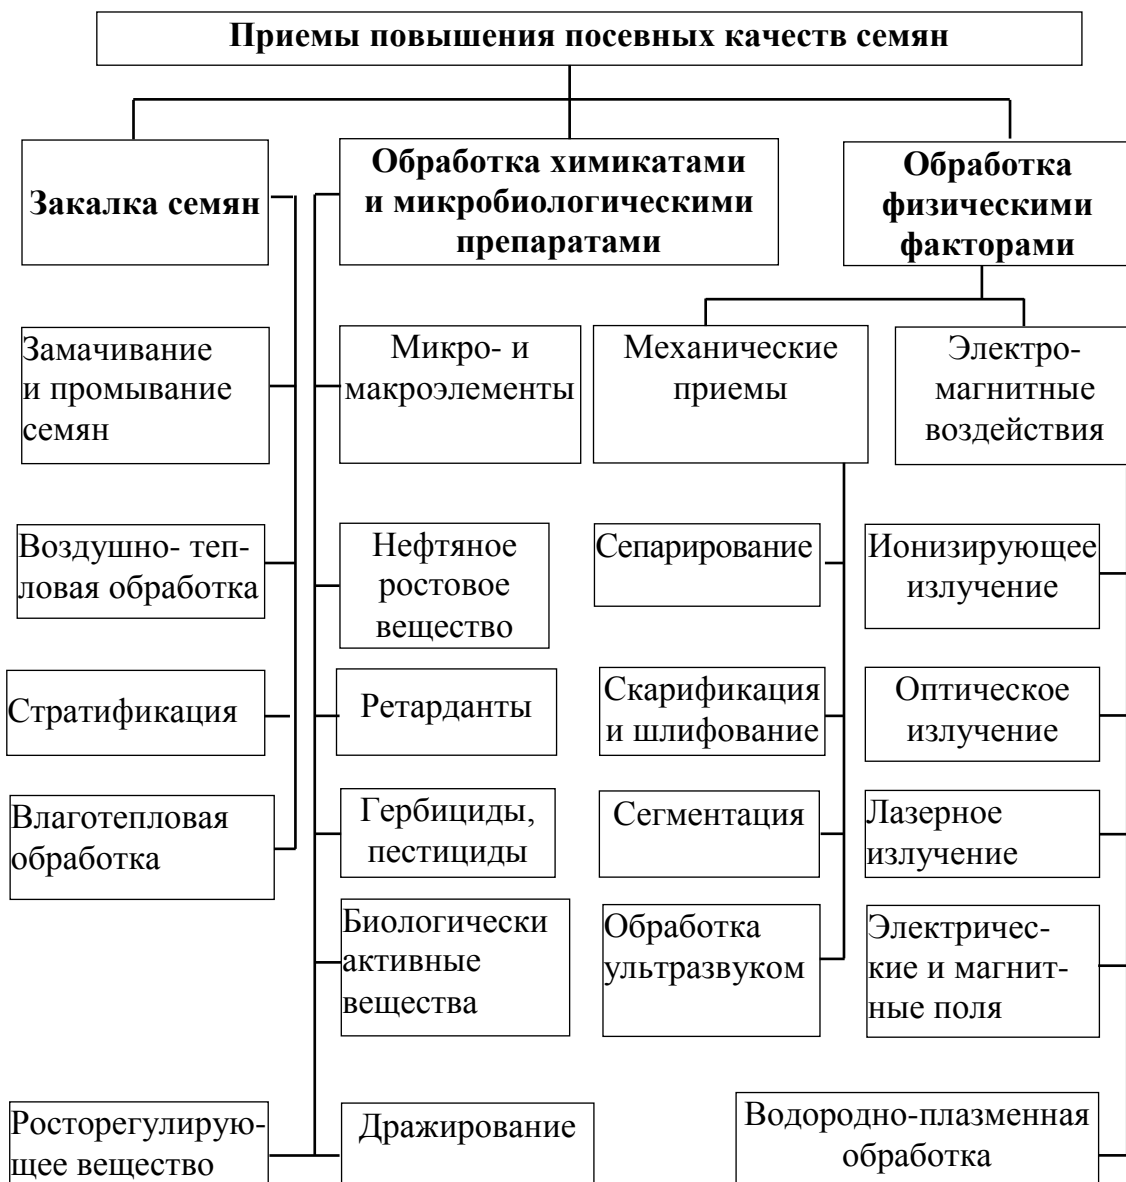 Приемы повышения посевных качеств семян
Закалка семян
Обработка химикатами
и микробиологическими
препаратами
Обработка
физическими
факторами
Замачивание
и промывание
семян
Микро- и
макроэлементы
Механические
приемы
Электро-
магнитные
воздействия
Воздушно- теп-
ловая обработка
Нефтяное
ростовое
вещество
Сепарирование
Ионизирующее
излучение
Стратификация
Ретарданты
Скарификация
и шлифование
Оптическое
излучение
Влаготепловая
обработка
Гербициды,
пестициды
Сегментация
Лазерное
излучение
Биологически
активные
вещества
Обработка
ультразвуком
Электричес-
кие и магнит-
ные поля
Росторегулирую-
щее вещество
Дражирование
Водородно-плазменная
обработка